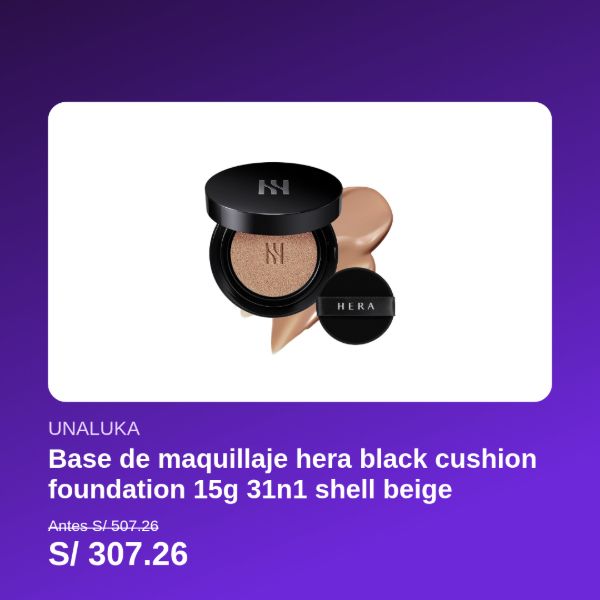 HERA
UNALUKA
Base de maquillaje hera black cushion
foundation 15g 31n1 shell beige
Antes S/ 507.26
S/ 307.26